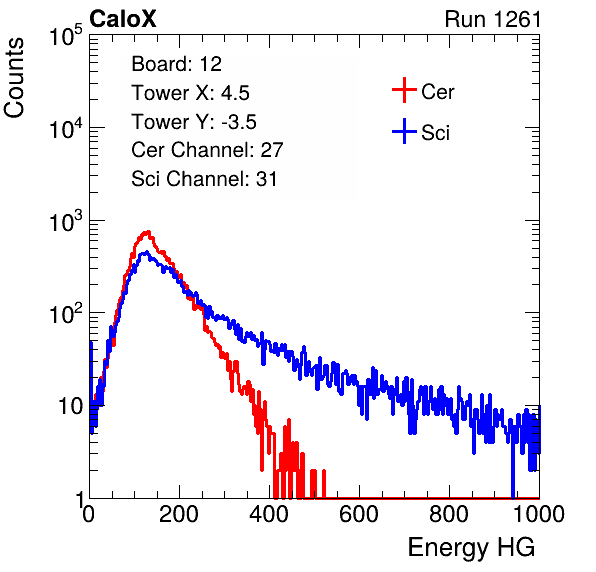 CaloX Run 1261
Counts
Board: 12
Tower X: 4.5
Tower Y: -3.5
Cer Channel: 27
Sci Channel: 31
Cer
Sci
10^5
10^4
10^3
10^2
10
1
0 200 400 600 800 1000
Energy HG